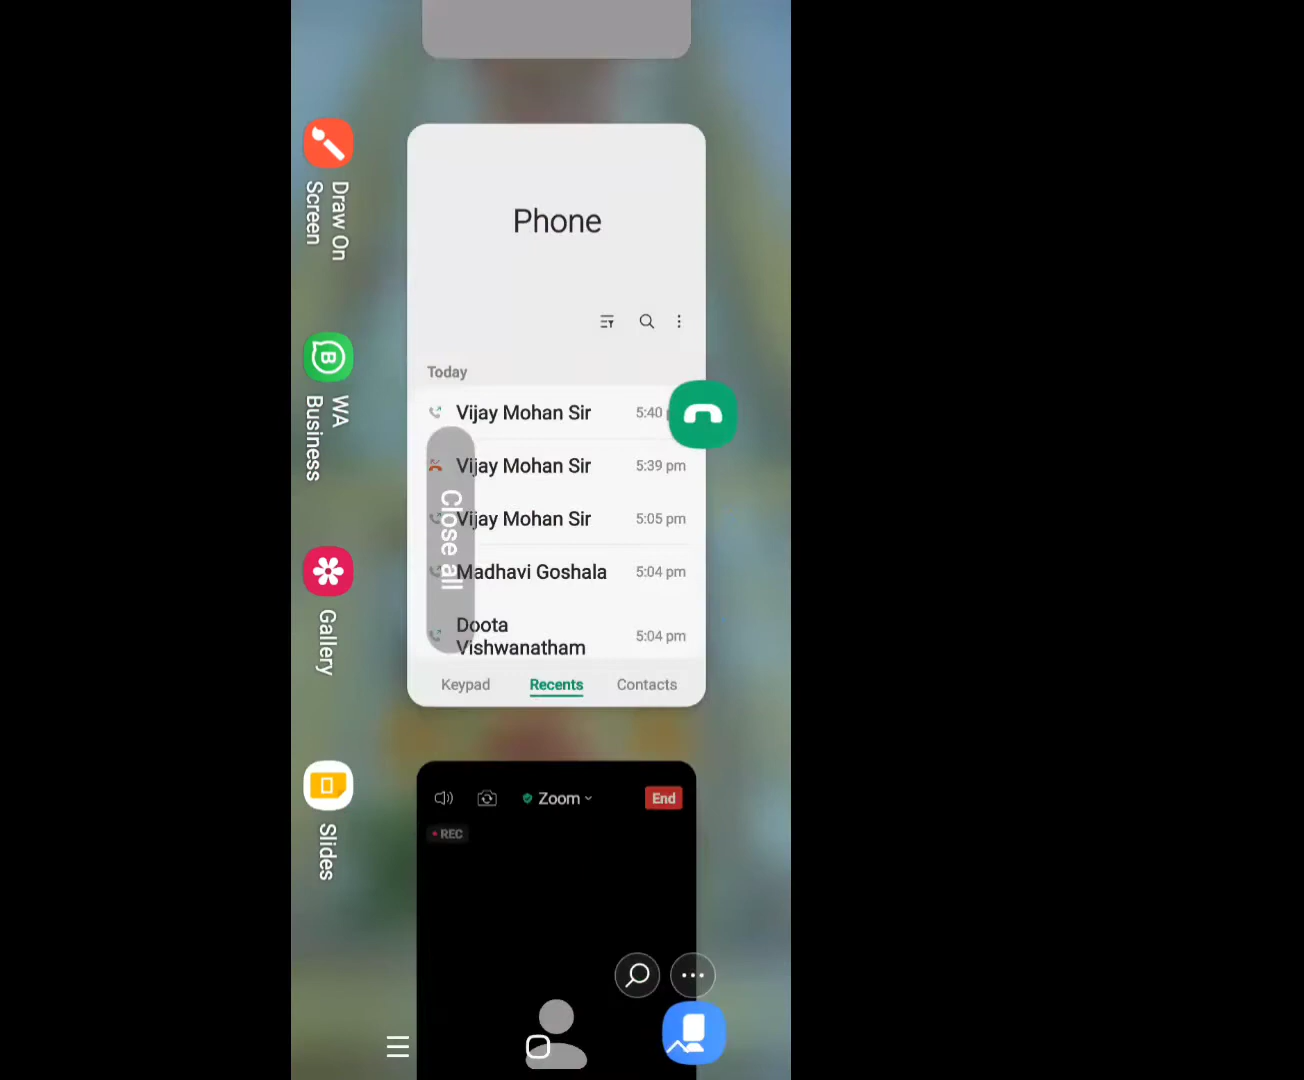 Draw On
Screen
WA
Business
Gallery
Slides
Phone
Today
Vijay Mohan Sir 5:40
Vijay Mohan Sir 5:39 pm
Vijay Mohan Sir 5:05 pm
Madhavi Goshala 5:04 pm
Doota
Vishwanatham 5:04 pm
Close all
Keypad Recents Contacts
Zoom End
REC